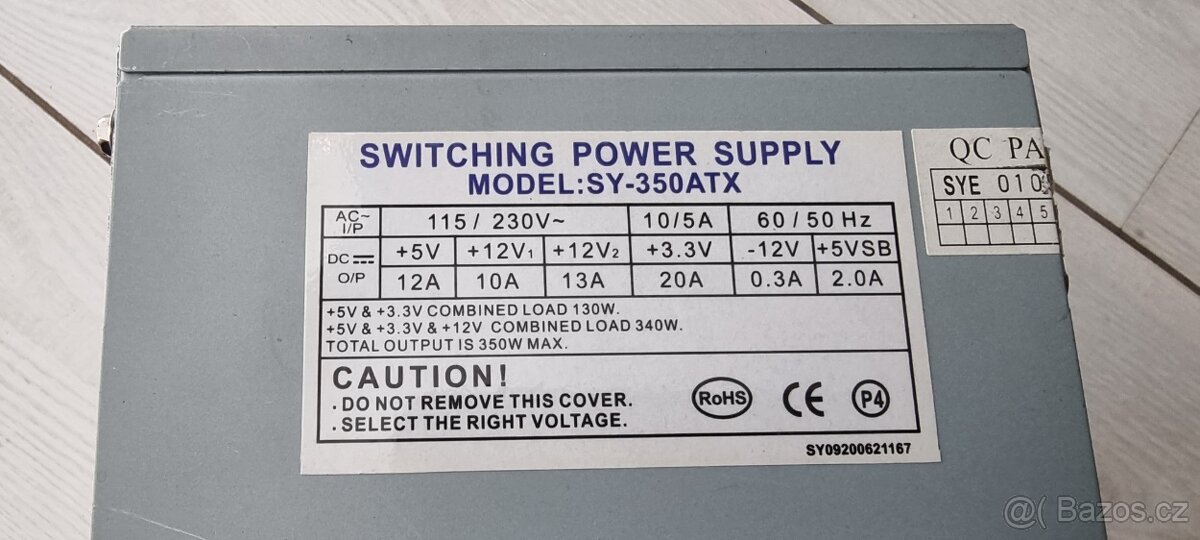 SWITCHING POWER SUPPLY
MODEL:SY-350ATX
AC~ I/P 115 / 230V~ 10/5A 60 / 50 Hz
DC O/P +5V +12V1 +12V2 +3.3V -12V +5VSB
12A 10A 13A 20A 0.3A 2.0A
+5V & +3.3V COMBINED LOAD 130W.
+5V & +3.3V & +12V COMBINED LOAD 340W.
TOTAL OUTPUT IS 350W MAX.
CAUTION!
. DO NOT REMOVE THIS COVER.
. SELECT THE RIGHT VOLTAGE.
RoHS CE P4
SY09200621167
QC PA
SYE 010
1 2 3 4 5
@( Bazos.cz